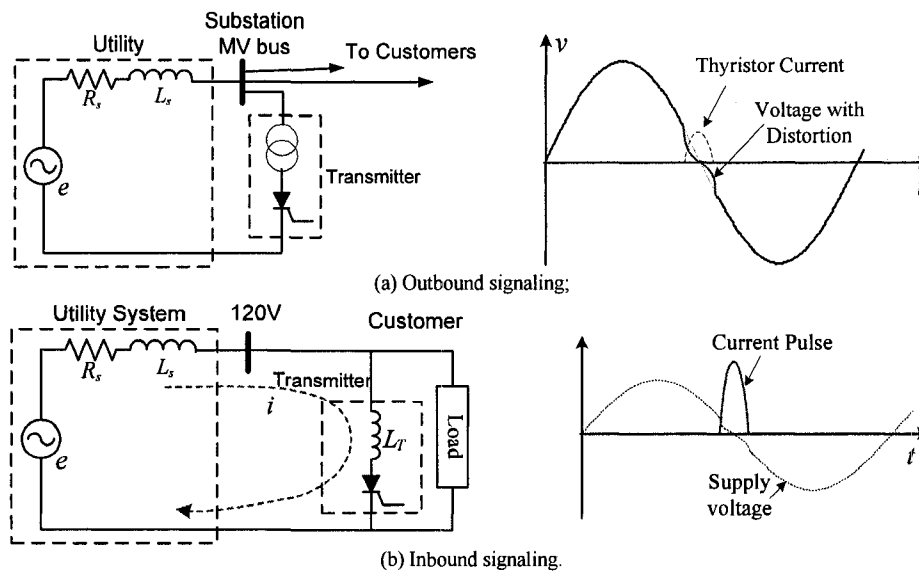 Substation
MV bus
Utility
To Customers
R_s
L_s
e
Transmitter
v
Thyristor Current
Voltage with
Distortion
(a) Outbound signaling;
Utility System
120V
Customer
R_s
L_s
Transmitter
i
L_T
Load
e
Current Pulse
t
Supply
voltage
(b) Inbound signaling.